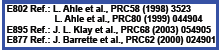 E802 Ref.: L. Ahle et al., PRC58 (1998) 3523
L. Ahle et al., PRC80 (1999) 044904
E895 Ref.: J. L. Klay et al., PRC68 (2003) 054905
E877 Ref.: J. Barrette et al., PRC62 (2000) 024901